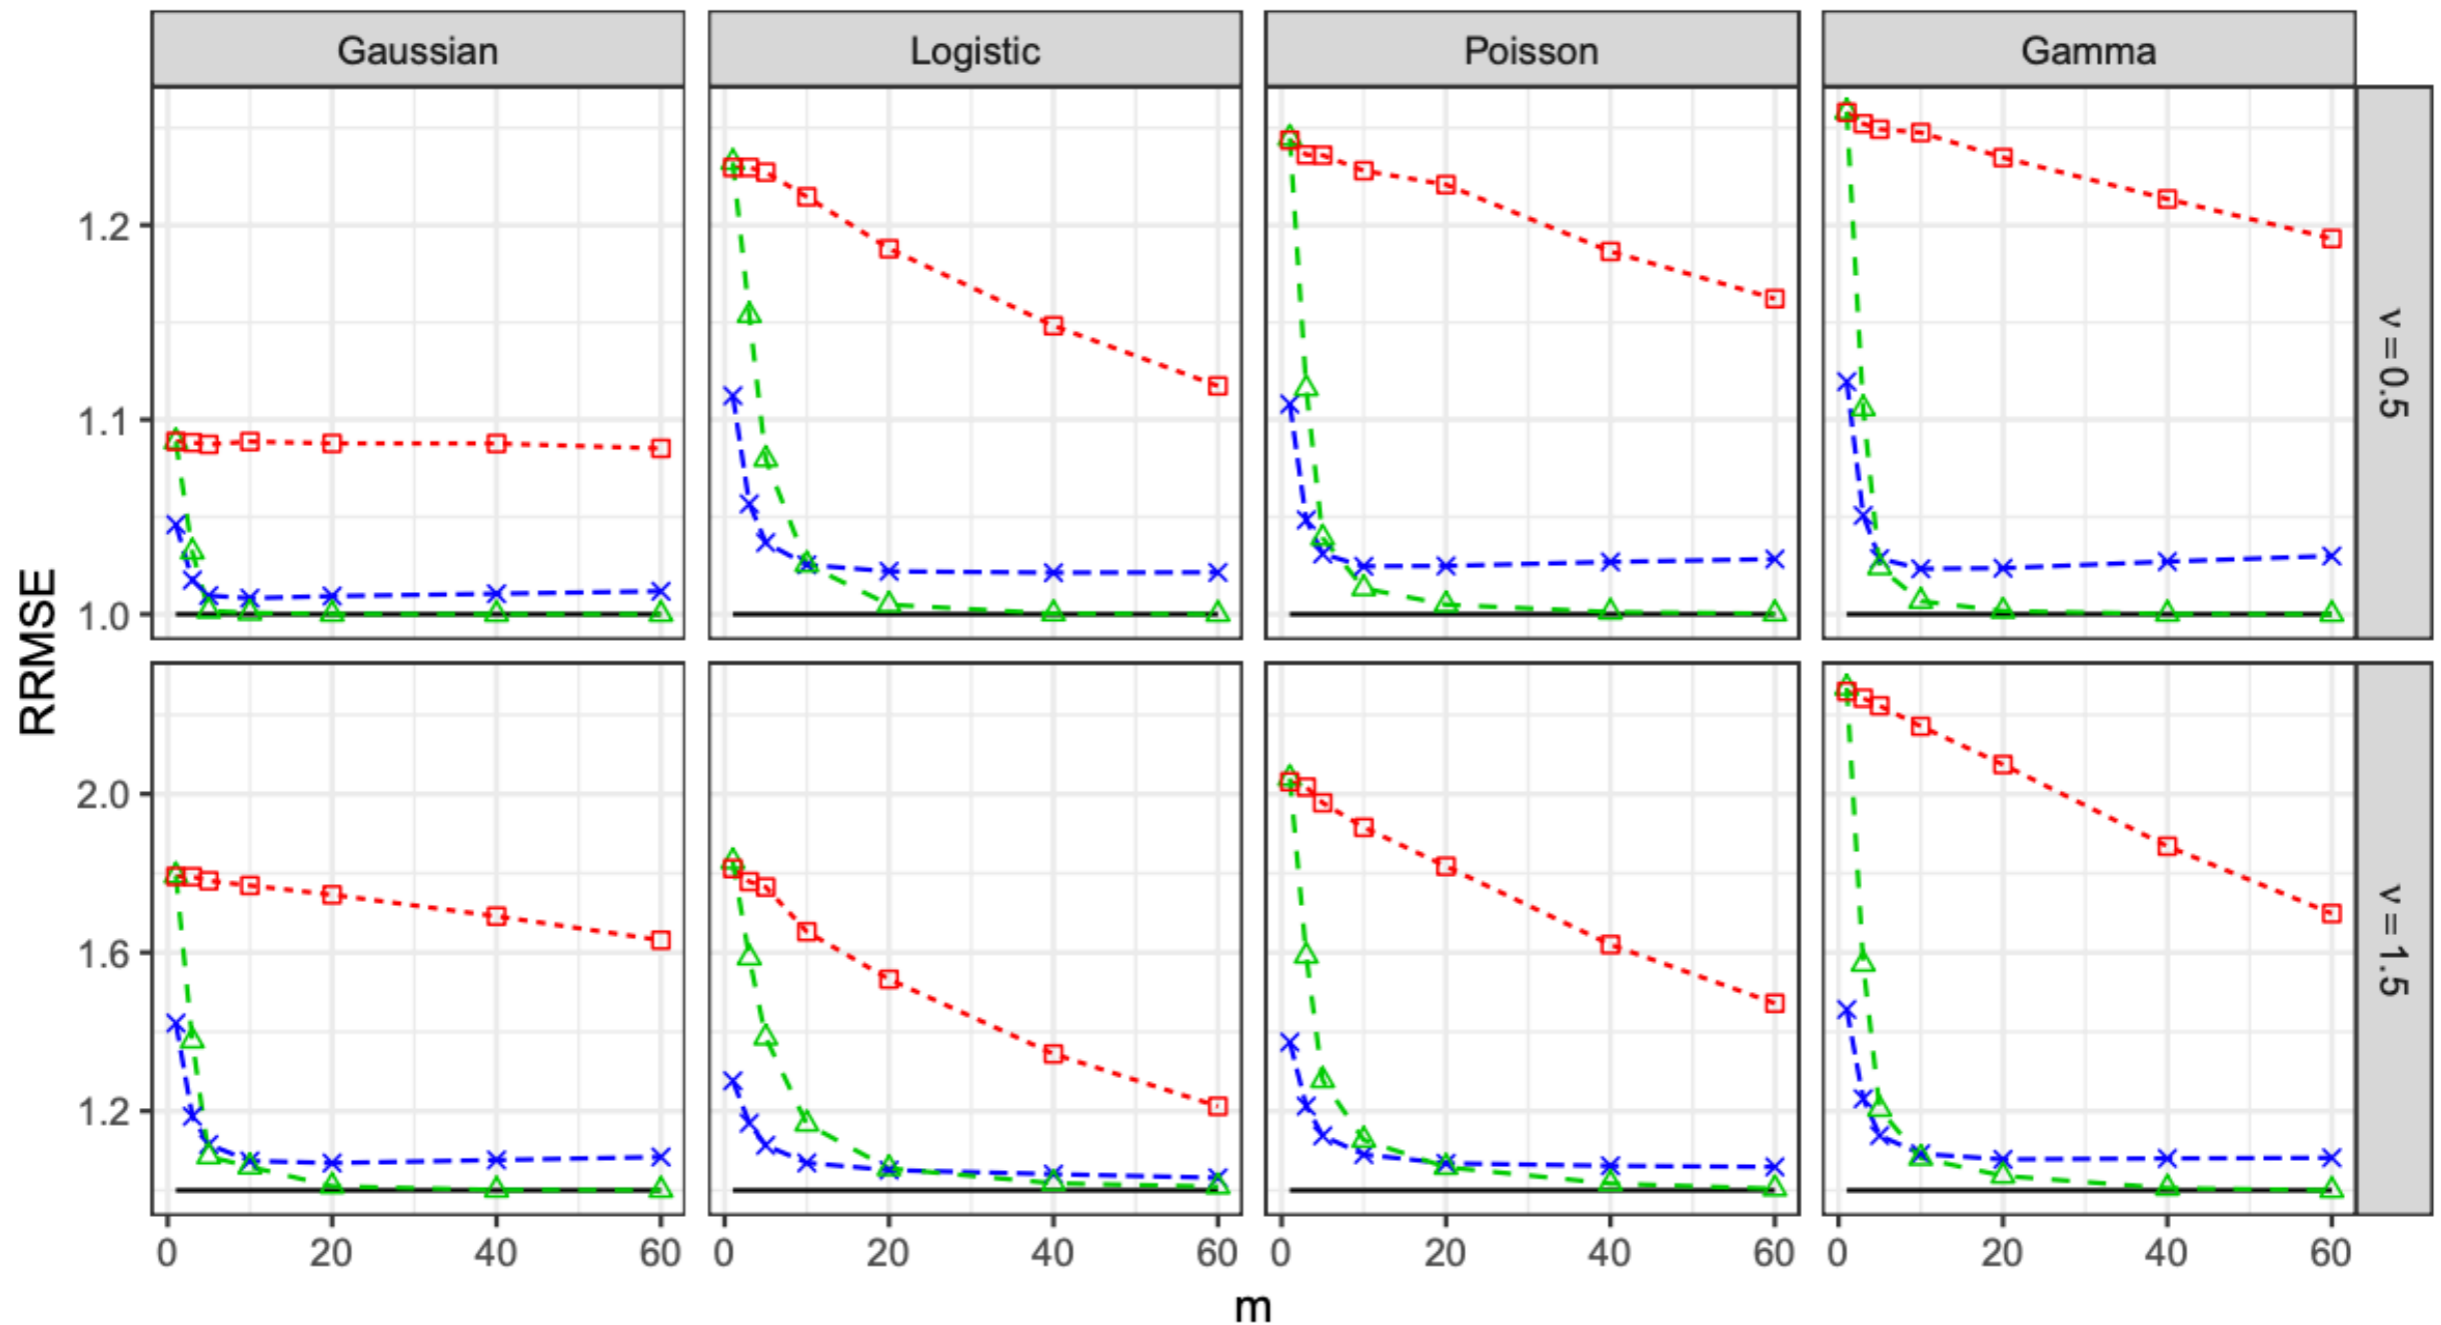 Gaussian Logistic Poisson Gamma
1.2
1.1
1.0
ν = 0.5
RRMSE
2.0
1.6
1.2
ν = 1.5
0 20 40 60 0 20 40 60 0 20 40 60 0 20 40 60
m